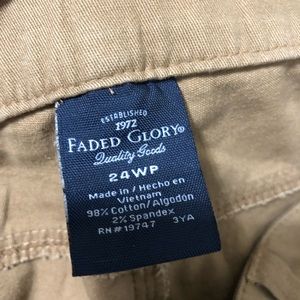 ESTABLISHED
1972
FADED GLORY®
Quality Goods
24WP
Made in / Hecho en
Vietnam
98% Cotton/Algodón
2% Spandex
RN#19747 3YA